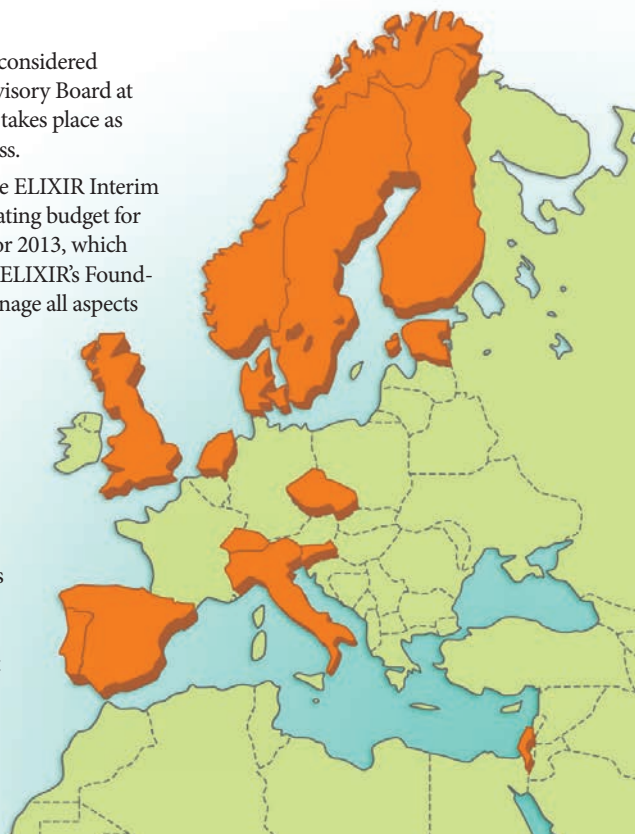 considered
visory Board at
takes place as
ss.
e ELIXIR Interim
ating budget for
or 2013, which
ELIXIR’s Found-
nage all aspects
s